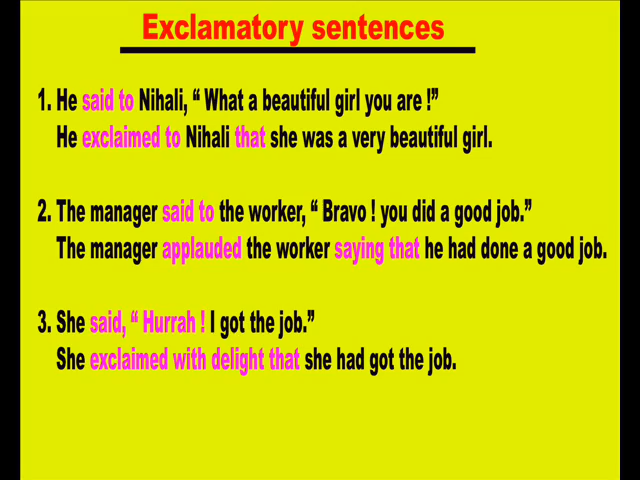 Exclamatory sentences
1. He said to Nihali, “ What a beautiful girl you are !”
He exclaimed to Nihali that she was a very beautiful girl.
2. The manager said to the worker, “ Bravo ! you did a good job.”
The manager applauded the worker saying that he had done a good job.
3. She said, “ Hurrah ! I got the job.”
She exclaimed with delight that she had got the job.